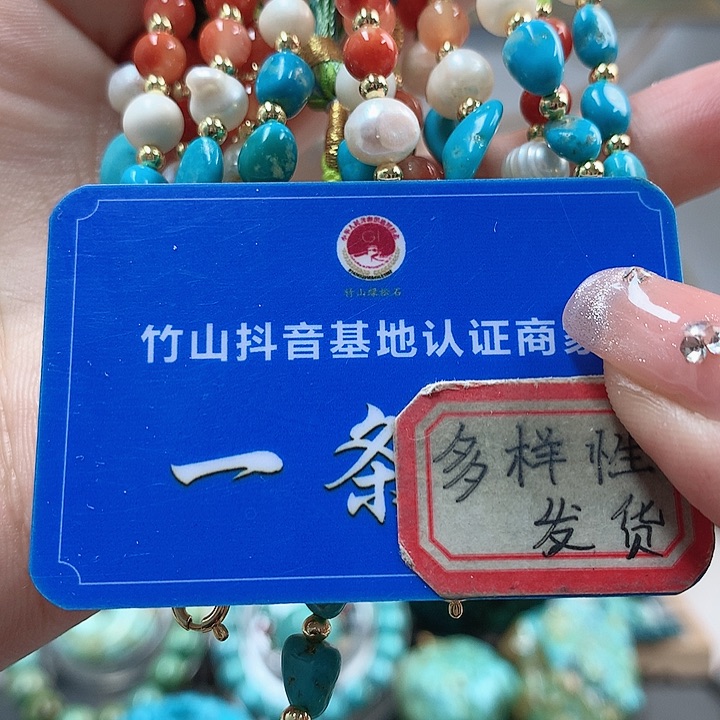 竹山绿松石
竹山抖音基地认证商家
一条
多样性
发货